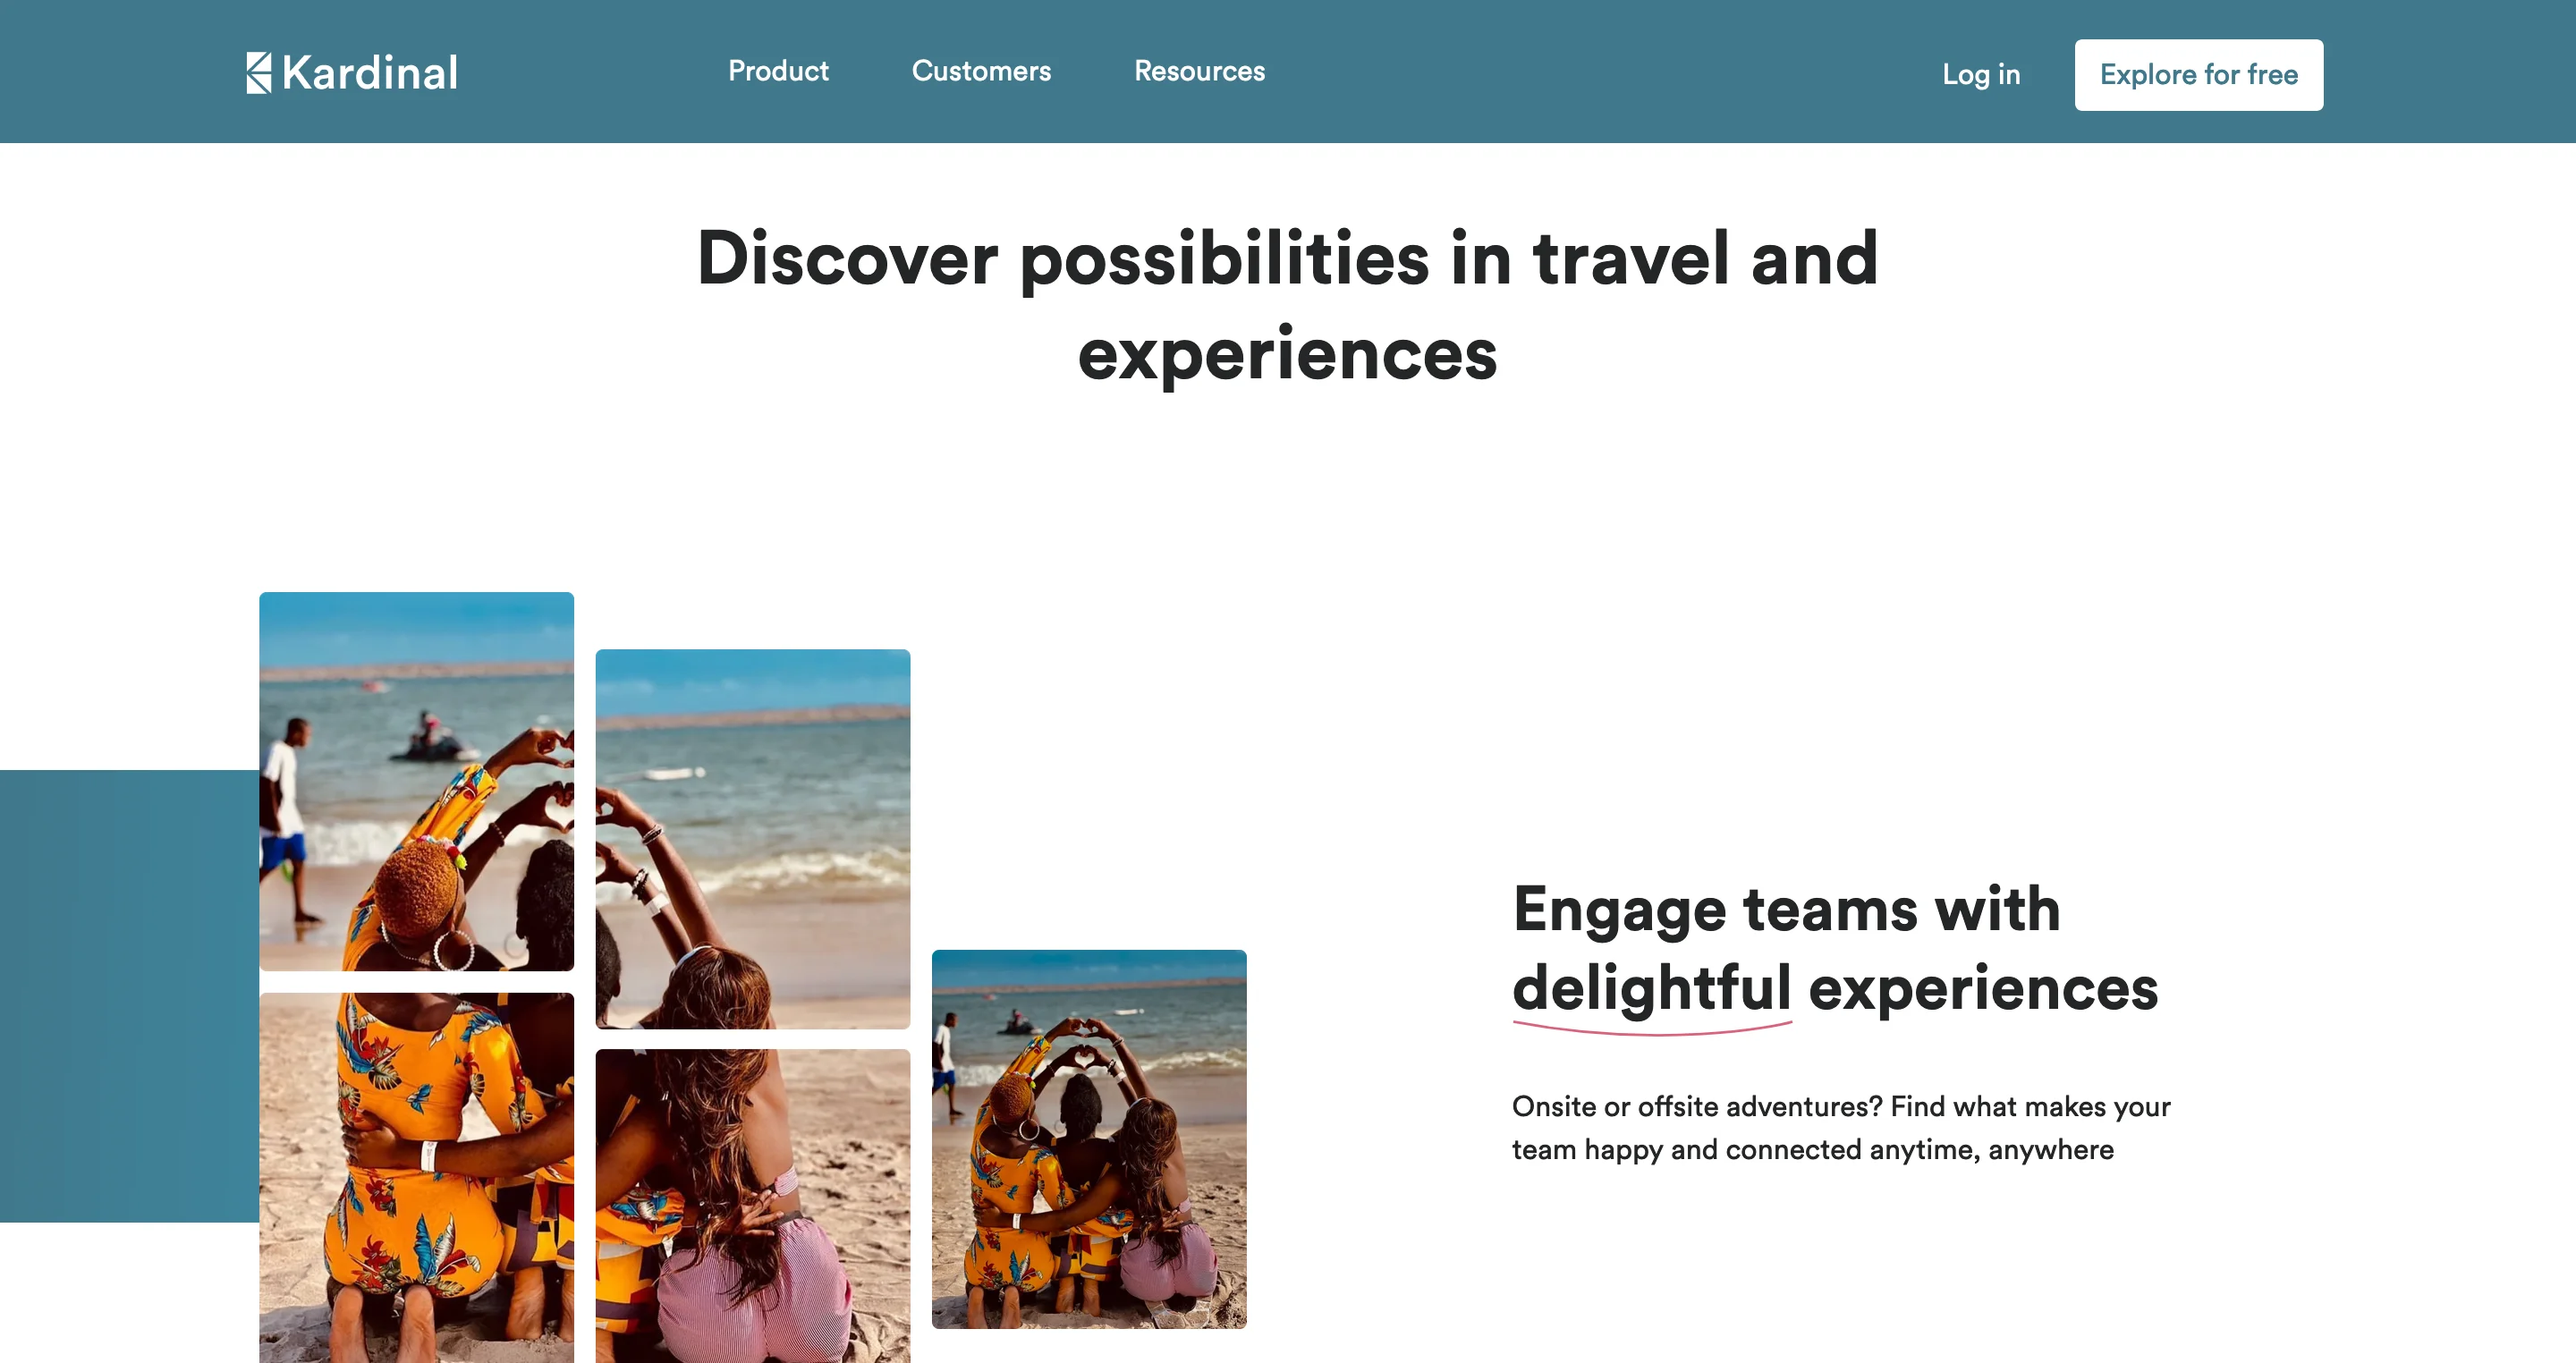 Kardinal
Product
Customers
Resources
Log in
Explore for free
Discover possibilities in travel and
experiences
Engage teams with
delightful experiences
Onsite or offsite adventures? Find what makes your
team happy and connected anytime, anywhere